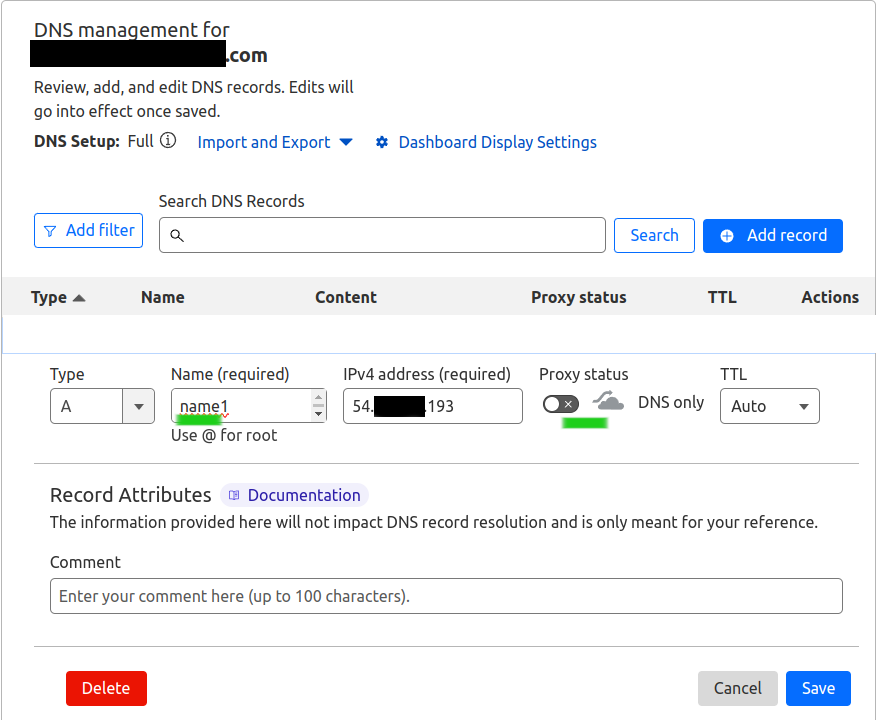 DNS management for
.com
Review, add, and edit DNS records. Edits will
go into effect once saved.
DNS Setup: Full Import and Export Dashboard Display Settings
Search DNS Records
Add filter Search Add record
Type Name Content Proxy status TTL Actions
Type Name (required) IPv4 address (required) Proxy status TTL
A name1 54. .193 DNS only Auto
Use @ for root
Record Attributes Documentation
The information provided here will not impact DNS record resolution and is only meant for your reference.
Comment
Enter your comment here (up to 100 characters).
Delete Cancel Save